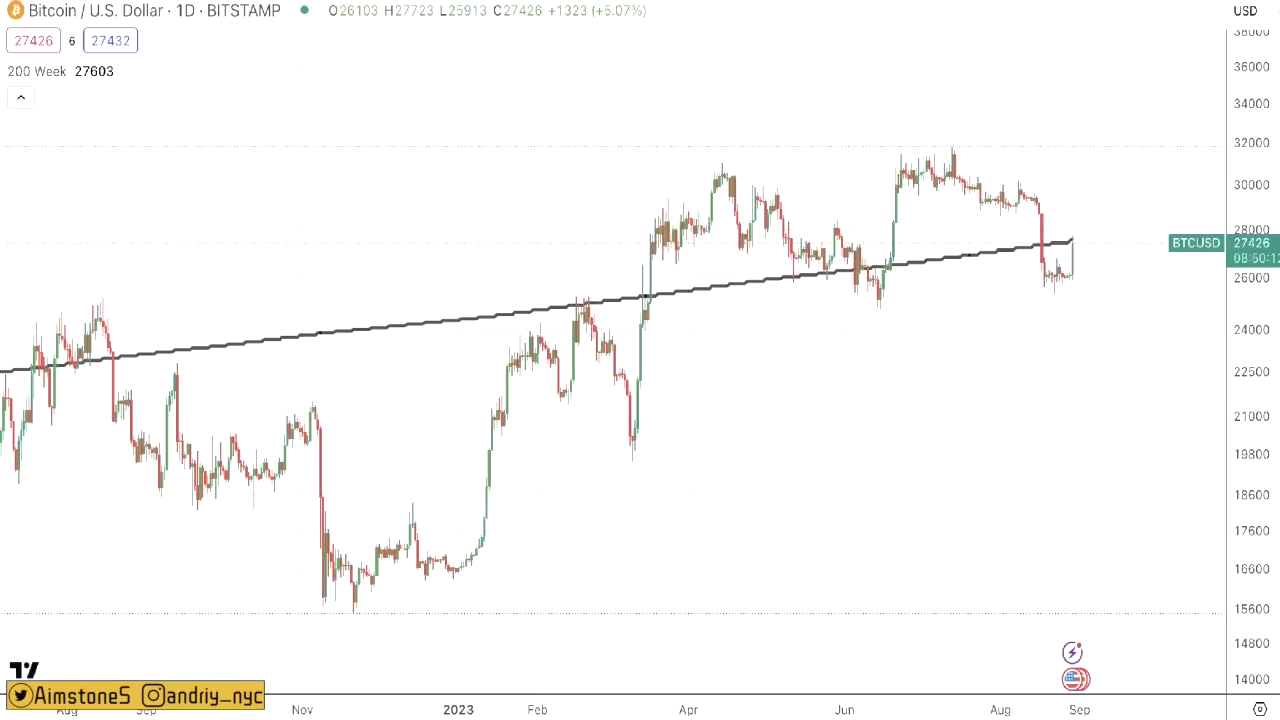 Bitcoin / U.S. Dollar · 1D · BITSTAMP O26103 H27723 L25913 C27426 +1323 (+5.07%)
USD
27426 6 27432
200 Week 27603
38000
36000
34000
32000
30000
28000
BTCUSD 27426
08:50:12
26000
24000
22500
21000
19800
18600
17600
16600
15600
14800
14000
AimstoneS andriy_nyc
Aug Sep Nov 2023 Feb Apr Jun Aug Sep